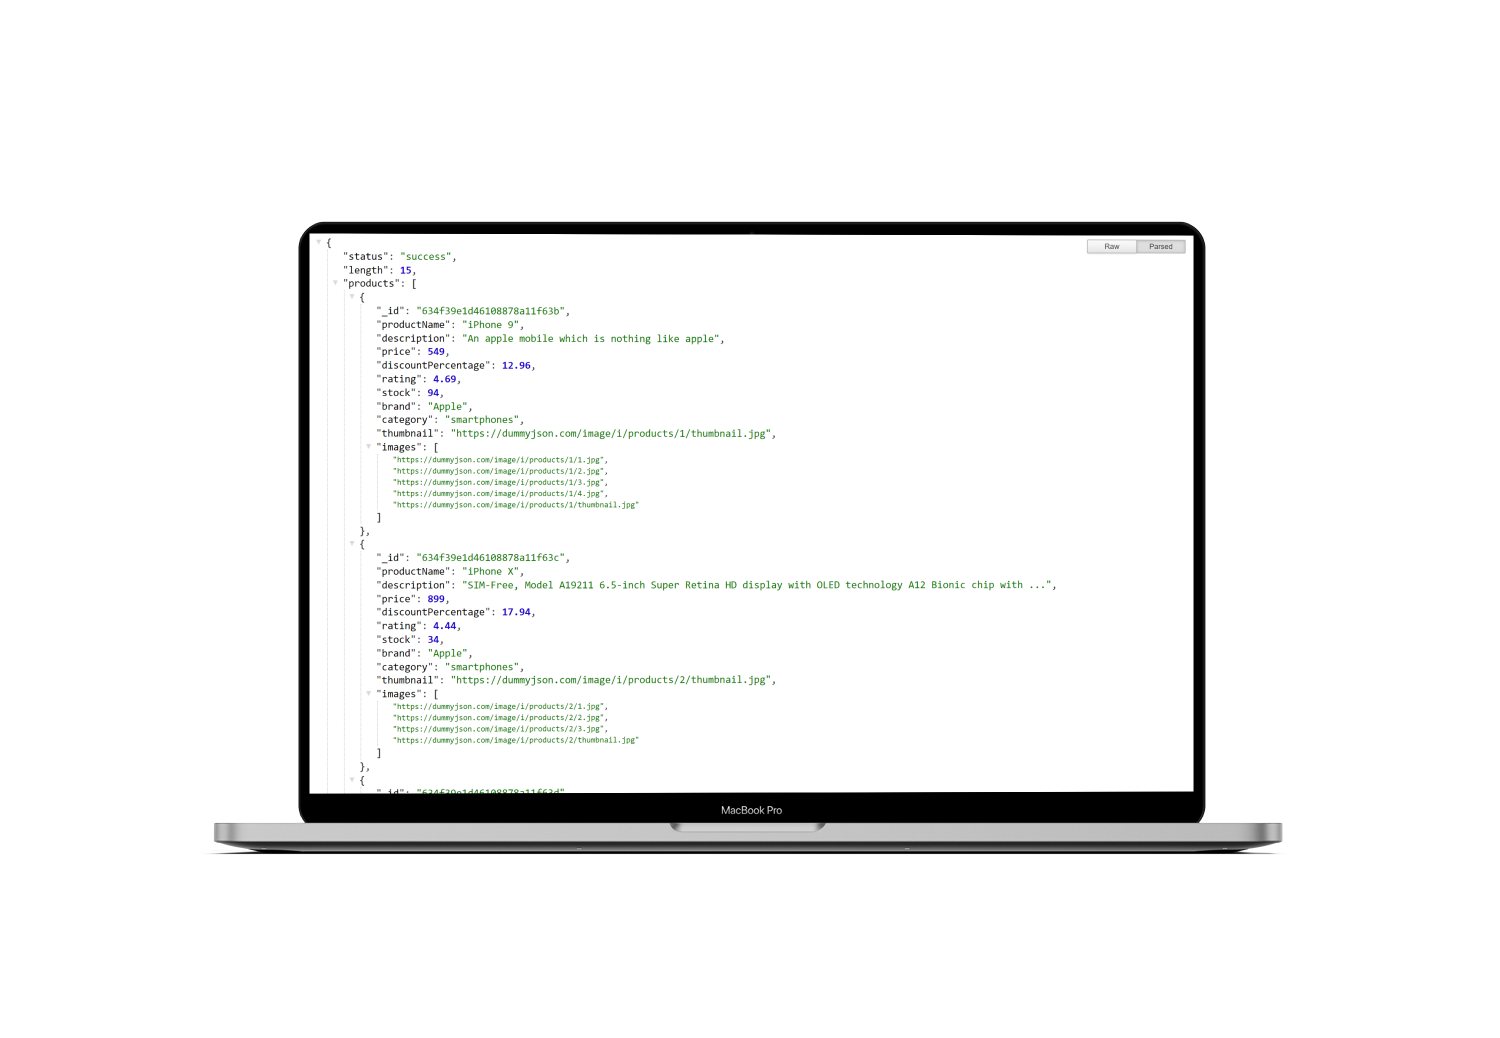 {
Raw Parsed
"status": "success",
"length": 15,
"products": [
{
"_id": "634f39e1d46108878a11f63b",
"productName": "iPhone 9",
"description": "An apple mobile which is nothing like apple",
"price": 549,
"discountPercentage": 12.96,
"rating": 4.69,
"stock": 94,
"brand": "Apple",
"category": "smartphones",
"thumbnail": "https://dummyjson.com/image/i/products/1/thumbnail.jpg",
"images": [
"https://dummyjson.com/image/i/products/1/1.jpg",
"https://dummyjson.com/image/i/products/1/2.jpg",
"https://dummyjson.com/image/i/products/1/3.jpg",
"https://dummyjson.com/image/i/products/1/4.jpg",
"https://dummyjson.com/image/i/products/1/thumbnail.jpg"
]
},
{
"_id": "634f39e1d46108878a11f63c",
"productName": "iPhone X",
"description": "SIM-Free, Model A19211 6.5-inch Super Retina HD display with OLED technology A12 Bionic chip with ...",
"price": 899,
"discountPercentage": 17.94,
"rating": 4.44,
"stock": 34,
"brand": "Apple",
"category": "smartphones",
"thumbnail": "https://dummyjson.com/image/i/products/2/thumbnail.jpg",
"images": [
"https://dummyjson.com/image/i/products/2/1.jpg",
"https://dummyjson.com/image/i/products/2/2.jpg",
"https://dummyjson.com/image/i/products/2/3.jpg",
"https://dummyjson.com/image/i/products/2/thumbnail.jpg"
]
},
{
"_id": "634f39e1d46108878a11f63d",
MacBook Pro